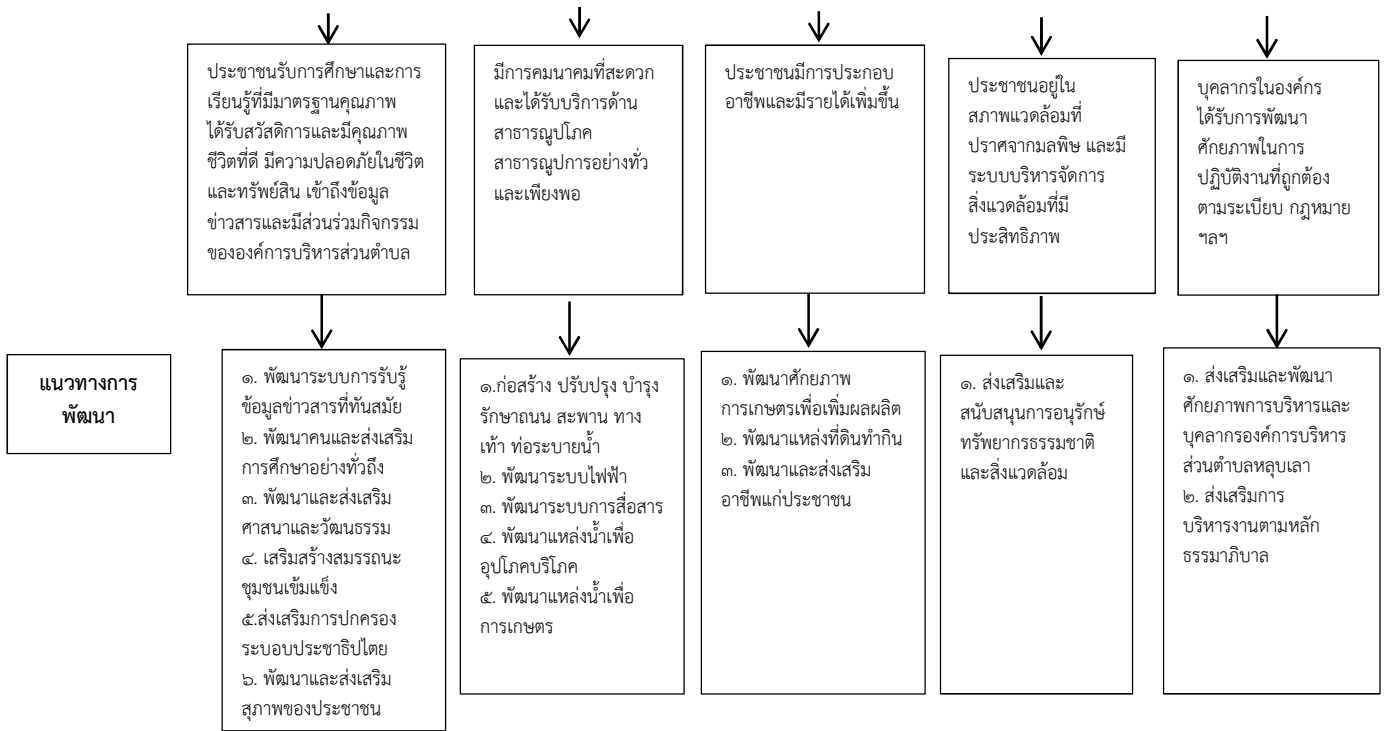 ประชาชนรับการศึกษาและการ
เรียนรู้ที่มีมาตรฐานคุณภาพ
ได้รับสวัสดิการและมีคุณภาพ
ชีวิตที่ดี มีความปลอดภัยในชีวิต
และทรัพย์สิน เข้าถึงข้อมูล
ข่าวสารและมีส่วนร่วมกิจกรรม
ขององค์การบริหารส่วนตำบล
มีการคมนาคมที่สะดวก
และได้รับบริการด้าน
สาธารณูปโภค
สาธารณูปการอย่างทั่ว
และเพียงพอ
ประชาชนมีการประกอบ
อาชีพและมีรายได้เพิ่มขึ้น
ประชาชนอยู่ใน
สภาพแวดล้อมที่
ปราศจากมลพิษ และมี
ระบบบริหารจัดการ
สิ่งแวดล้อมที่มี
ประสิทธิภาพ
บุคลากรในองค์กร
ได้รับการพัฒนา
ศักยภาพในการ
ปฏิบัติงานที่ถูกต้อง
ตามระเบียบ กฎหมาย
ฯลฯ
แนวทางการ
พัฒนา
๑. พัฒนาระบบการรับรู้
ข้อมูลข่าวสารที่ทันสมัย
๒. พัฒนาคนและส่งเสริม
การศึกษาอย่างทั่วถึง
๓. พัฒนาและส่งเสริม
ศาสนาและวัฒนธรรม
๔. เสริมสร้างสมรรถนะ
ชุมชนเข้มแข็ง
๕.ส่งเสริมการปกครอง
ระบอบประชาธิปไตย
๖. พัฒนาและส่งเสริม
สุภาพของประชาชน
๑.ก่อสร้าง ปรับปรุง บำรุง
รักษาถนน สะพาน ทาง
เท้า ท่อระบายน้ำ
๒. พัฒนาระบบไฟฟ้า
๓. พัฒนาระบบการสื่อสาร
๔. พัฒนาแหล่งน้ำเพื่อ
อุปโภคบริโภค
๕. พัฒนาแหล่งน้ำเพื่อ
การเกษตร
๑. พัฒนาศักยภาพ
การเกษตรเพื่อเพิ่มผลผลิต
๒. พัฒนาแหล่งที่ดินทำกิน
๓. พัฒนาและส่งเสริม
อาชีพแก่ประชาชน
๑. ส่งเสริมและ
สนับสนุนการอนุรักษ์
ทรัพยากรธรรมชาติ
และสิ่งแวดล้อม
๑. ส่งเสริมและพัฒนา
ศักยภาพการบริหารและ
บุคลากรองค์การบริหาร
ส่วนตำบลหลุบเลา
๒. ส่งเสริมการ
บริหารงานตามหลัก
ธรรมาภิบาล